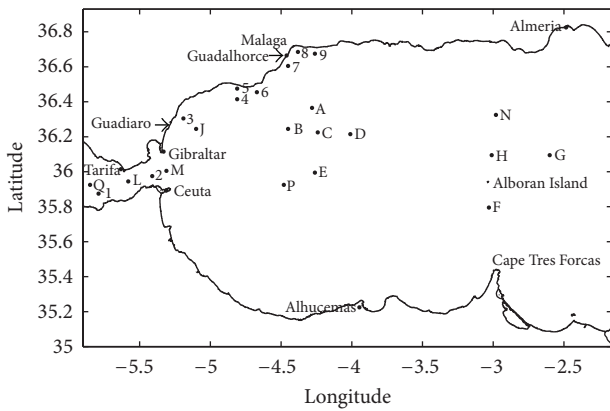 36.8
36.6
36.4
36.2
36
35.8
35.6
35.4
35.2
35
Latitude
Malaga
Almeria
Guadalhorce
8
9
7
5
6
4
A
Guadiaro
3
J
B
C
D
N
Gibraltar
H
G
Tarifa
M
E
L
2
Q
1
Ceuta
P
Alboran Island
F
Cape Tres Forcas
Alhucemas
−5.5
−5
−4.5
−4
−3.5
−3
−2.5
Longitude